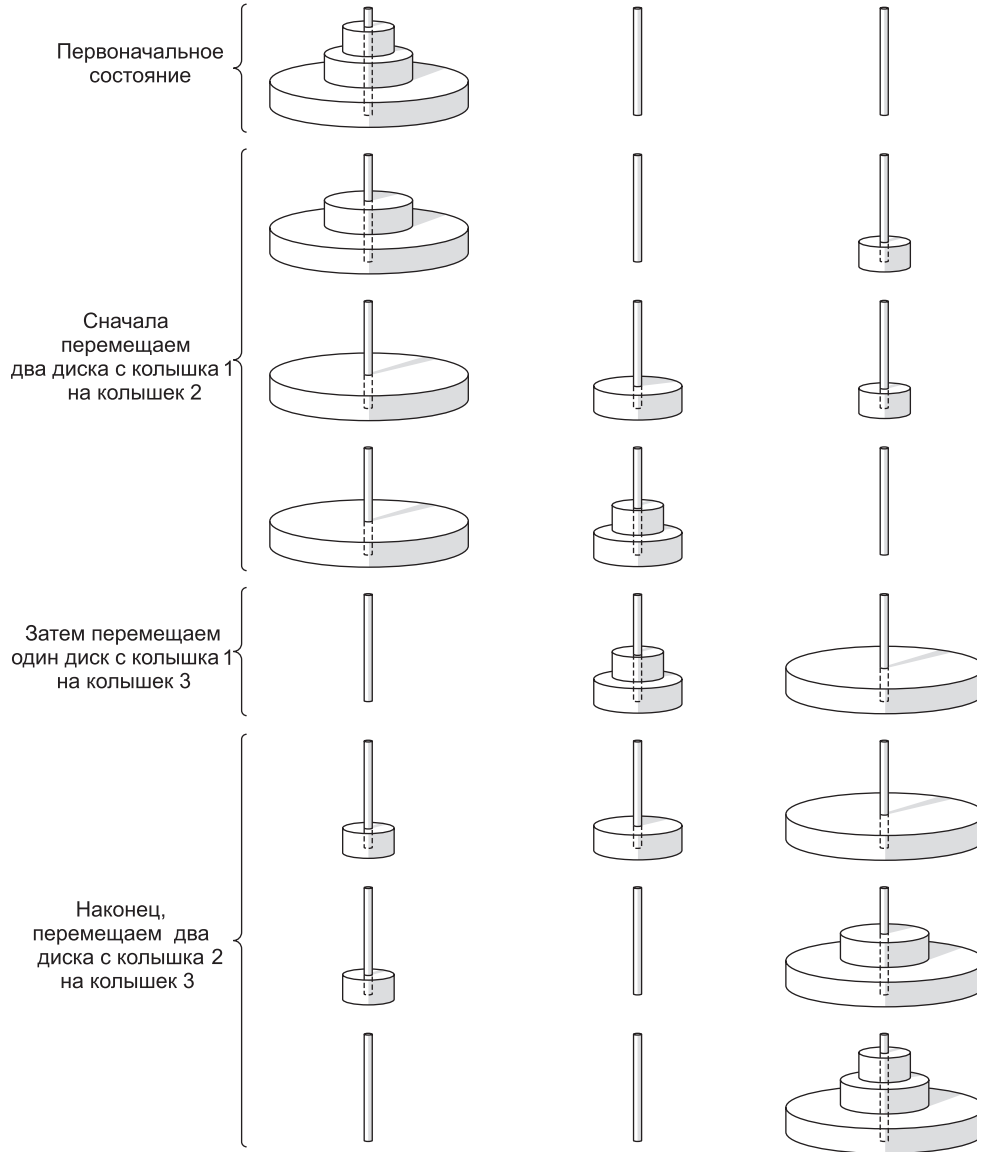 Первоначальное
состояние
Сначала
перемещаем
два диска с колышка 1
на колышек 2
Затем перемещаем
один диск с колышка 1
на колышек 3
Наконец,
перемещаем два
диска с колышка 2
на колышек 3